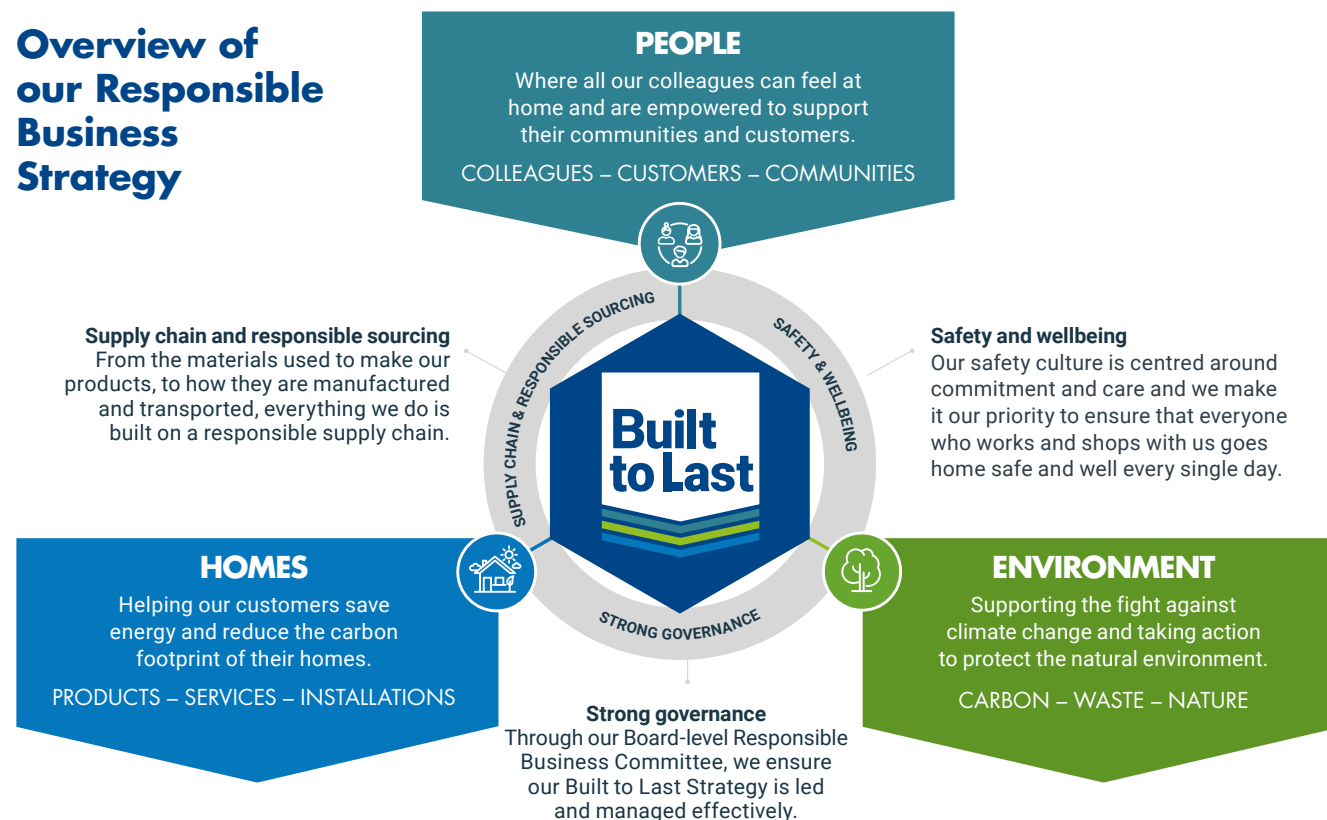 Overview of
our Responsible
Business
Strategy
PEOPLE
Where all our colleagues can feel at
home and are empowered to support
their communities and customers.
COLLEAGUES – CUSTOMERS – COMMUNITIES
SUPPLY CHAIN & RESPONSIBLE SOURCING
SAFETY & WELLBEING
STRONG GOVERNANCE
Supply chain and responsible sourcing
From the materials used to make our
products, to how they are manufactured
and transported, everything we do is
built on a responsible supply chain.
Built
to Last
Safety and wellbeing
Our safety culture is centred around
commitment and care and we make
it our priority to ensure that everyone
who works and shops with us goes
home safe and well every single day.
HOMES
Helping our customers save
energy and reduce the carbon
footprint of their homes.
PRODUCTS – SERVICES – INSTALLATIONS
ENVIRONMENT
Supporting the fight against
climate change and taking action
to protect the natural environment.
CARBON – WASTE – NATURE
Strong governance
Through our Board-level Responsible
Business Committee, we ensure
our Built to Last Strategy is led
and managed effectively.